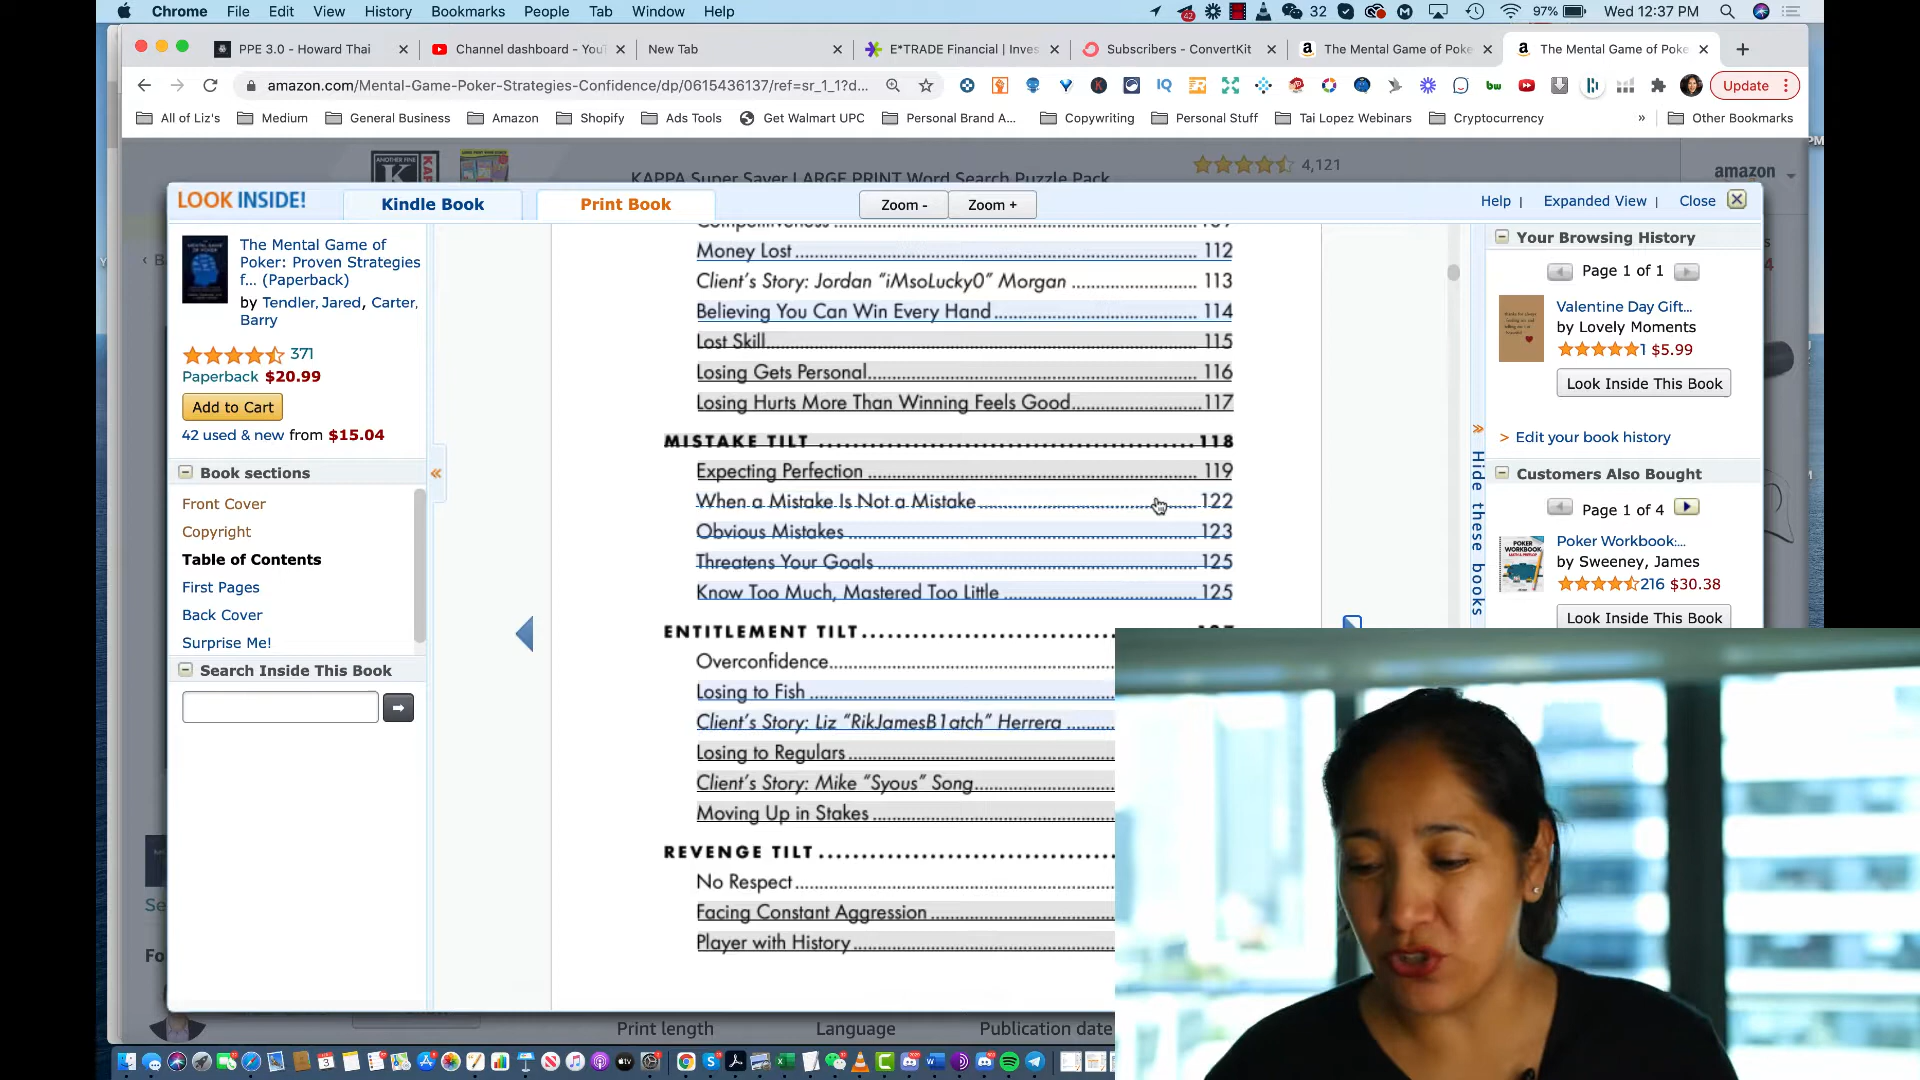 Chrome File Edit View History Bookmarks People Tab Window Help
42 32 97% Wed 12:37 PM
PPE 3.0 - Howard Thai
Channel dashboard - You
New Tab
E*TRADE Financial | Inves
Subscribers - ConvertKit
The Mental Game of Poke
The Mental Game of Poke
amazon.com/Mental-Game-Poker-Strategies-Confidence/dp/0615436137/ref=sr_1_1?d...
Update
All of Liz's Medium General Business Amazon Shopify Ads Tools Get Walmart UPC Personal Brand A... Copywriting Personal Stuff Tai Lopez Webinars Cryptocurrency » Other Bookmarks
KAPPA Super Saver LARGE PRINT Word Search Puzzle Pack
4,121
amazon
LOOK INSIDE!
Kindle Book
Print Book
Zoom -
Zoom +
Help |
Expanded View |
Close
The Mental Game of
Poker: Proven Strategies
f... (Paperback)
by Tendler, Jared, Carter,
Barry
371
Paperback $20.99
Add to Cart
42 used & new from $15.04
Book sections
Front Cover
Copyright
Table of Contents
First Pages
Back Cover
Surprise Me!
Search Inside This Book
Competitiveness
Money Lost 112
Client's Story: Jordan "iMsoLucky0" Morgan 113
Believing You Can Win Every Hand 114
Lost Skill 115
Losing Gets Personal 116
Losing Hurts More Than Winning Feels Good 117
MISTAKE TILT 118
Expecting Perfection 119
When a Mistake Is Not a Mistake 122
Obvious Mistakes 123
Threatens Your Goals 125
Know Too Much, Mastered Too Little 125
ENTITLEMENT TILT
Overconfidence
Losing to Fish
Client's Story: Liz "RikJamesB1atch" Herrera
Losing to Regulars
Client's Story: Mike "Syous" Song
Moving Up in Stakes
REVENGE TILT
No Respect
Facing Constant Aggression
Player with History
Hide these books
Your Browsing History
Page 1 of 1
Valentine Day Gift...
by Lovely Moments
1 $5.99
Look Inside This Book
> Edit your book history
Customers Also Bought
Page 1 of 4
POKER
WORKBOOK
Poker Workbook:...
by Sweeney, James
216 $30.38
Look Inside This Book
Se
Fo
Print length
Language
Publication date